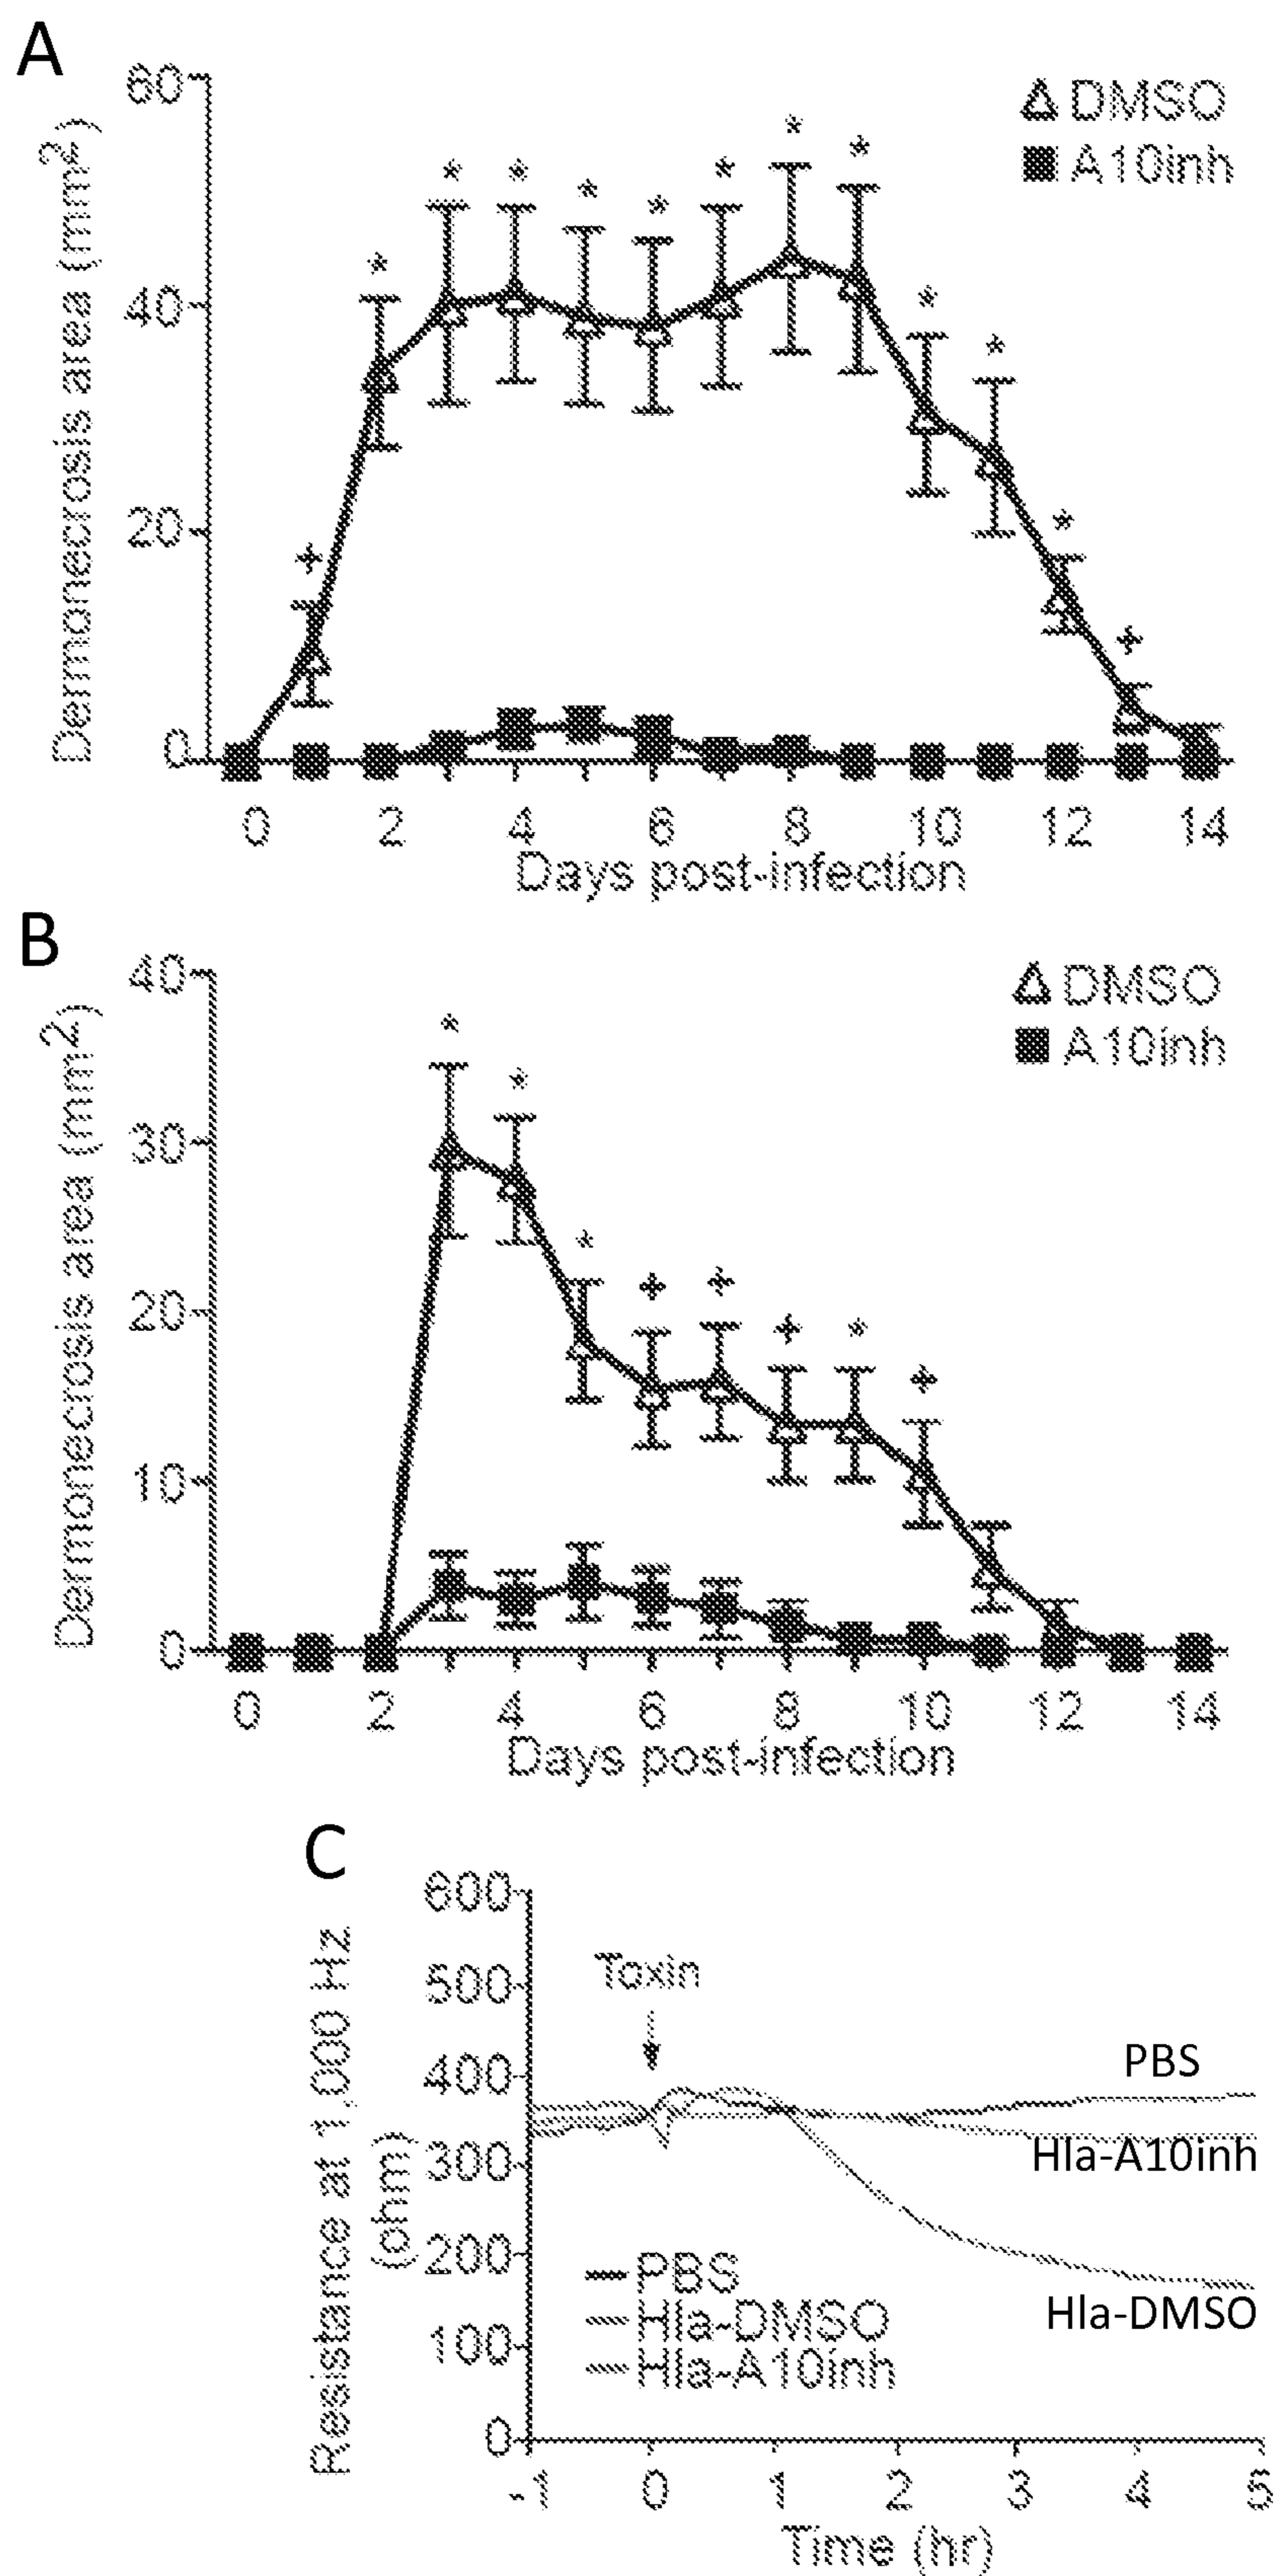 A
60
40
20
0
Dermonecrosis area (mm2)
DMSO
A10inh
+ * * * * * * * * * * * +
0 2 4 6 8 10 12 14
Days post-infection
B
40
30
20
10
0
Dermonecrosis area (mm2)
DMSO
A10inh
* * * + + + * +
0 2 4 6 8 10 12 14
Days post-infection
C
600
500
400
300
200
100
0
Resistance at 1,000 Hz
(ohm)
Toxin
PBS
Hla-A10inh
Hla-DMSO
PBS
Hla-DMSO
Hla-A10inh
-1 0 1 2 3 4 5
Time (hr)